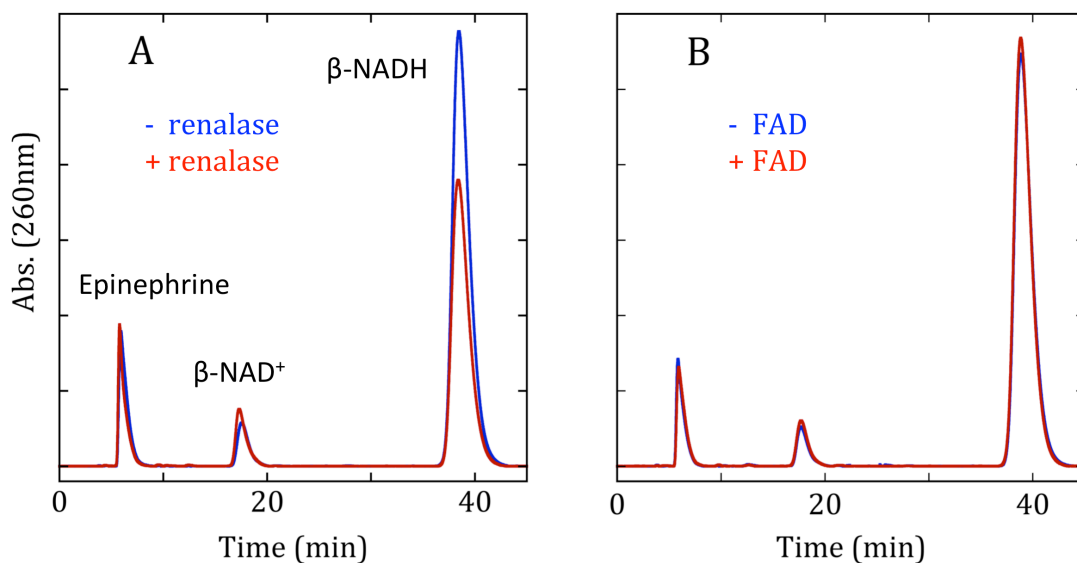 A
β-NADH
- renalase
+ renalase
Epinephrine
β-NAD⁺
Abs. (260nm)
0 20 40
Time (min)
B
- FAD
+ FAD
0 20 40
Time (min)